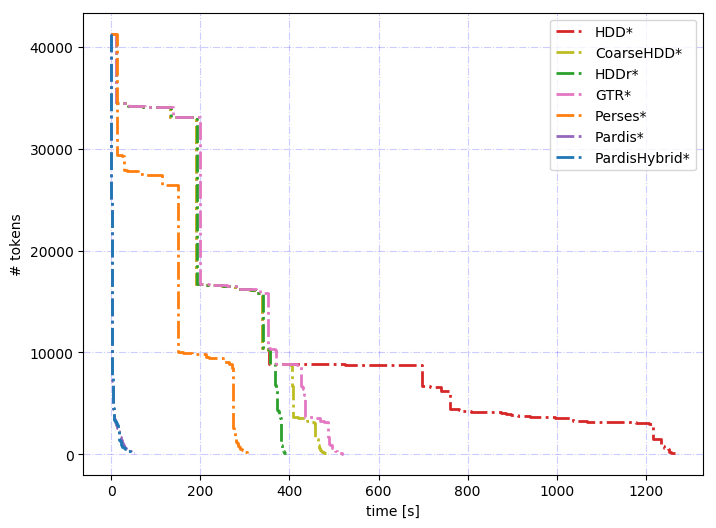 40000
30000
20000
10000
0
# tokens
0
200
400
600
800
1000
1200
time [s]
HDD*
CoarseHDD*
HDDr*
GTR*
Perses*
Pardis*
PardisHybrid*